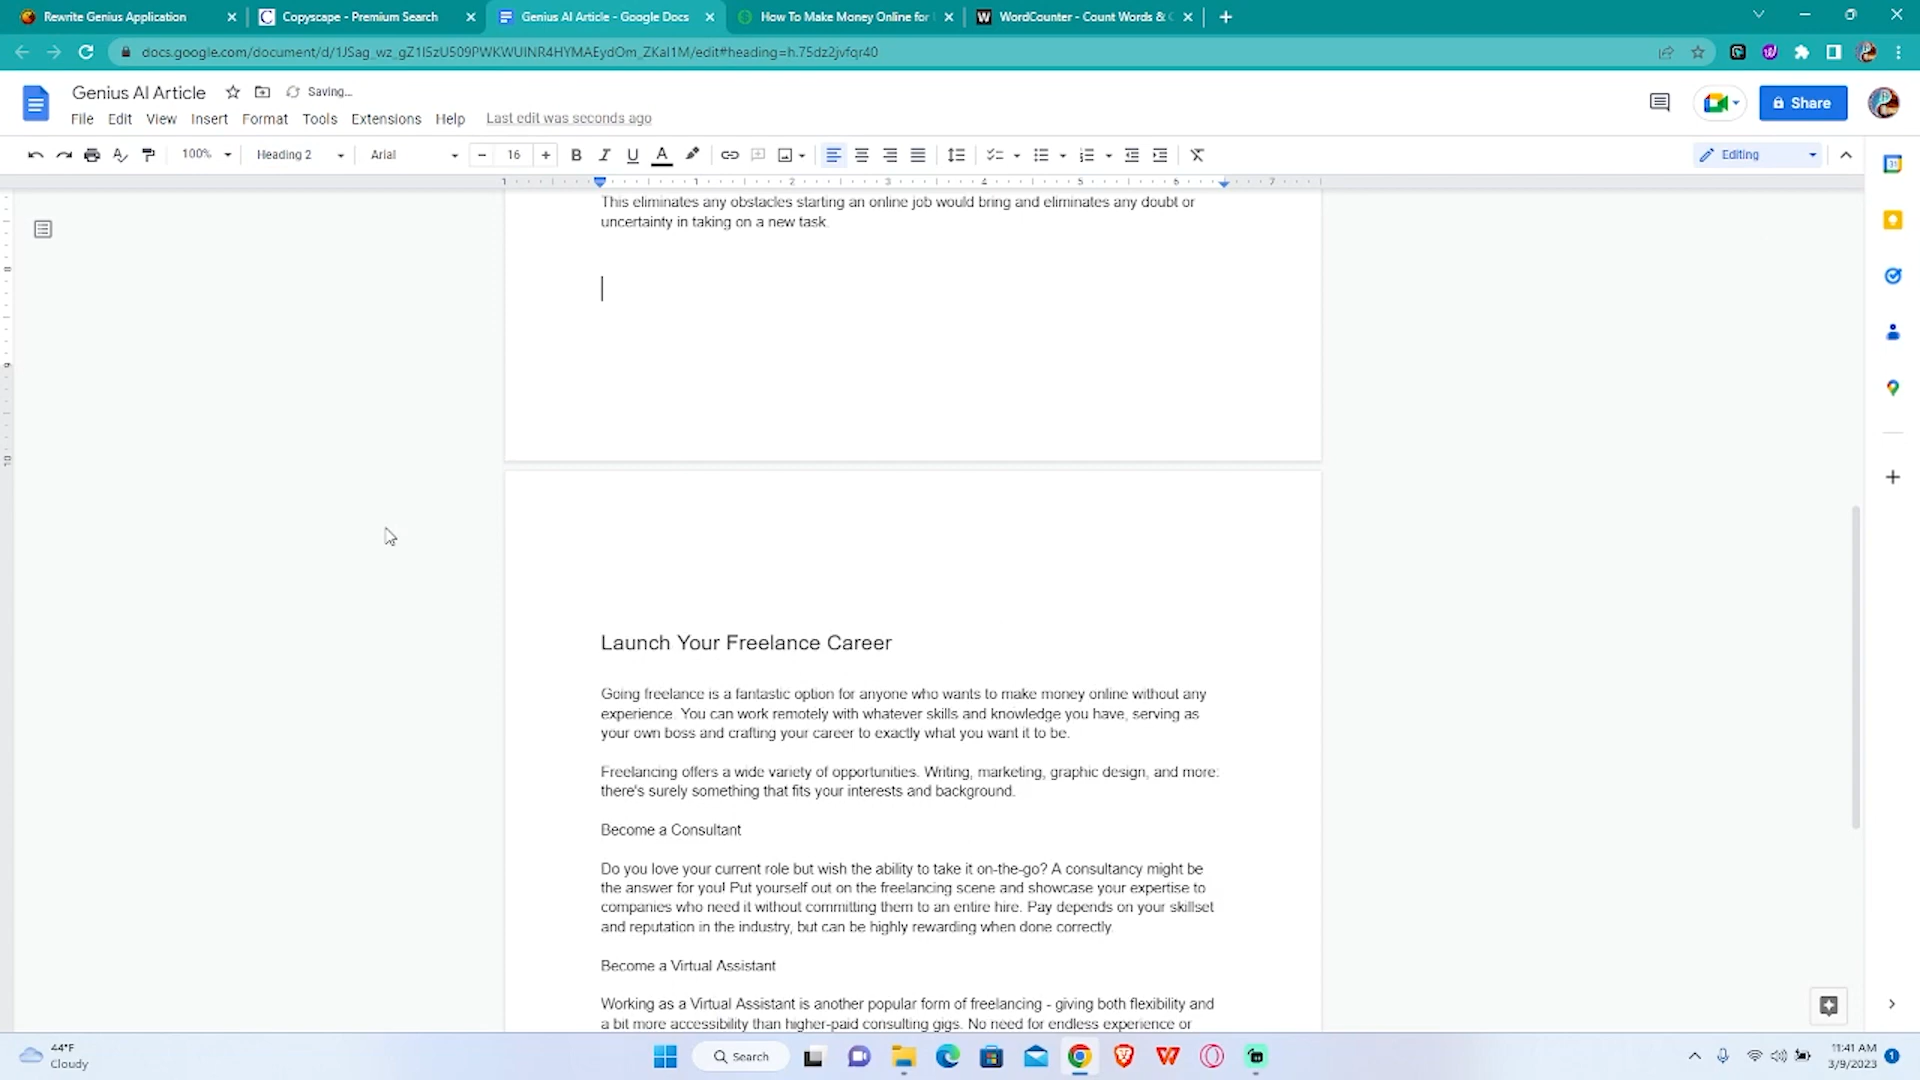 Rewrite Genius Application
Copyscape - Premium Search
Genius AI Article - Google Docs
How To Make Money Online for
WordCounter - Count Words &
docs.google.com/document/d/1JSag_wz_gZ1I5zU509PWKWUINR4HYMAEydOm_ZKaI1M/edit#heading=h.75dz2jvfqr40
Genius AI Article
Saving...
File Edit View Insert Format Tools Extensions Help Last edit was seconds ago
Share
100% Heading 2 Arial 16
Editing
1 1 2 3 4 5 6 7
This eliminates any obstacles starting an online job would bring and eliminates any doubt or
uncertainty in taking on a new task.
8
9
10
Launch Your Freelance Career
Going freelance is a fantastic option for anyone who wants to make money online without any
experience. You can work remotely with whatever skills and knowledge you have, serving as
your own boss and crafting your career to exactly what you want it to be.
Freelancing offers a wide variety of opportunities. Writing, marketing, graphic design, and more:
there's surely something that fits your interests and background.
Become a Consultant
Do you love your current role but wish the ability to take it on-the-go? A consultancy might be
the answer for you! Put yourself out on the freelancing scene and showcase your expertise to
companies who need it without committing them to an entire hire. Pay depends on your skillset
and reputation in the industry, but can be highly rewarding when done correctly.
Become a Virtual Assistant
Working as a Virtual Assistant is another popular form of freelancing - giving both flexibility and
a bit more accessibility than higher-paid consulting gigs. No need for endless experience or
44°F
Cloudy
Search
11:41 AM
3/9/2023
1